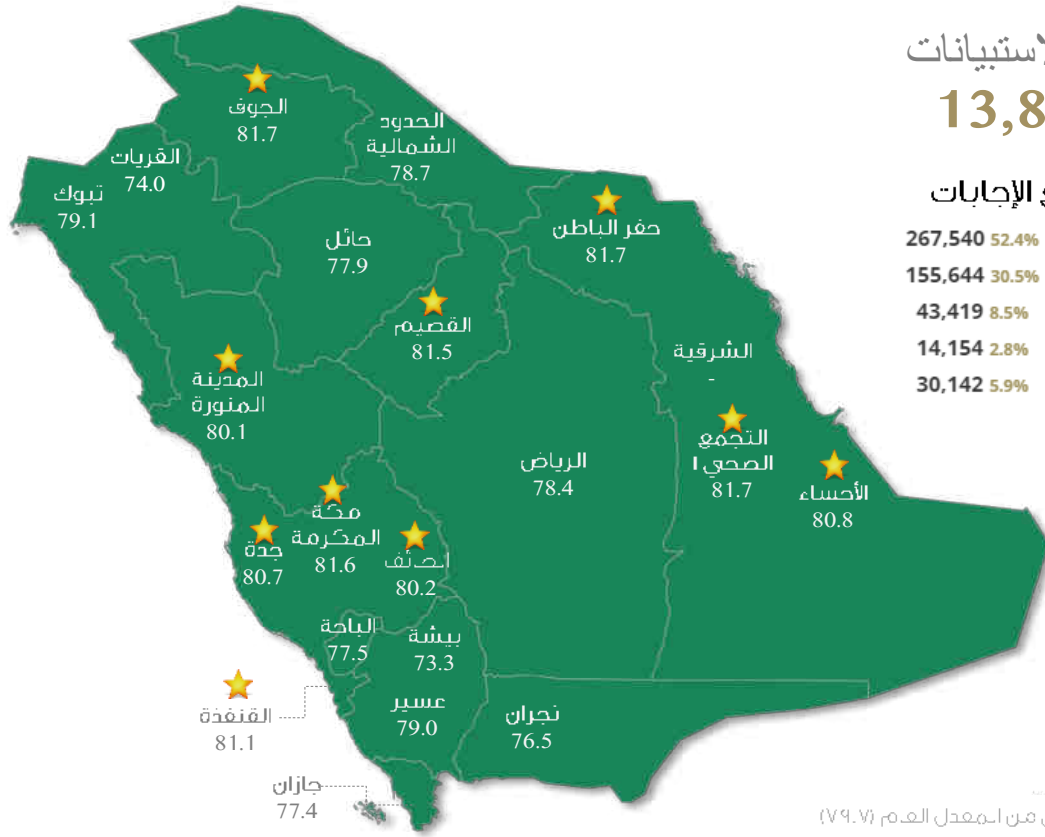 الاستبيانات
13,8
الإجابات
267,540 52.4%
155,644 30.5%
43,419 8.5%
14,154 2.8%
30,142 5.9%
الجوف
81.7
الحدود
الشمالية
78.7
القريات
74.0
تبوك
79.1
حفر الباطن
81.7
حائل
77.9
القصيم
81.5
الشرقية
-
المدينة
المنورة
80.1
التجمع
الصحي ١
81.7
الأحساء
80.8
الرياض
78.4
مكة
المكرمة
81.6
جدة
80.7
الطائف
80.2
الباحة
77.5
بيشة
73.3
القنفذة
81.1
عسير
79.0
نجران
76.5
جازان
77.4
من المعدل العام (٧٩.٧)